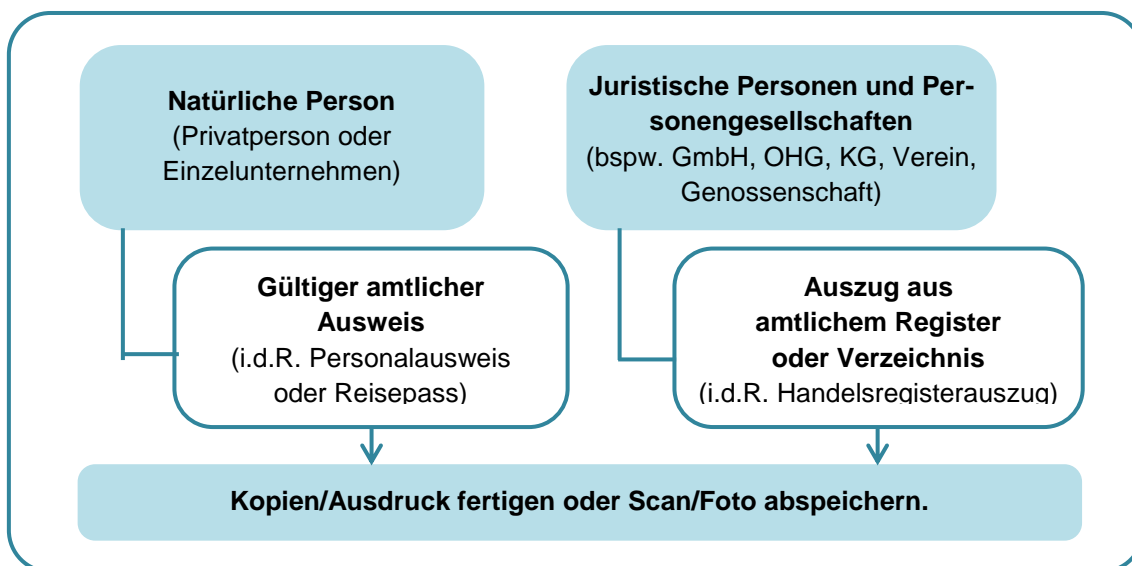 Natürliche Person
(Privatperson oder
Einzelunternehmen)
Juristische Personen und Per-
sonengesellschaften
(bspw. GmbH, OHG, KG, Verein,
Genossenschaft)
Gültiger amtlicher
Ausweis
(i.d.R. Personalausweis
oder Reisepass)
Auszug aus
amtlichem Register
oder Verzeichnis
(i.d.R. Handelsregisterauszug)
Kopien/Ausdruck fertigen oder Scan/Foto abspeichern.